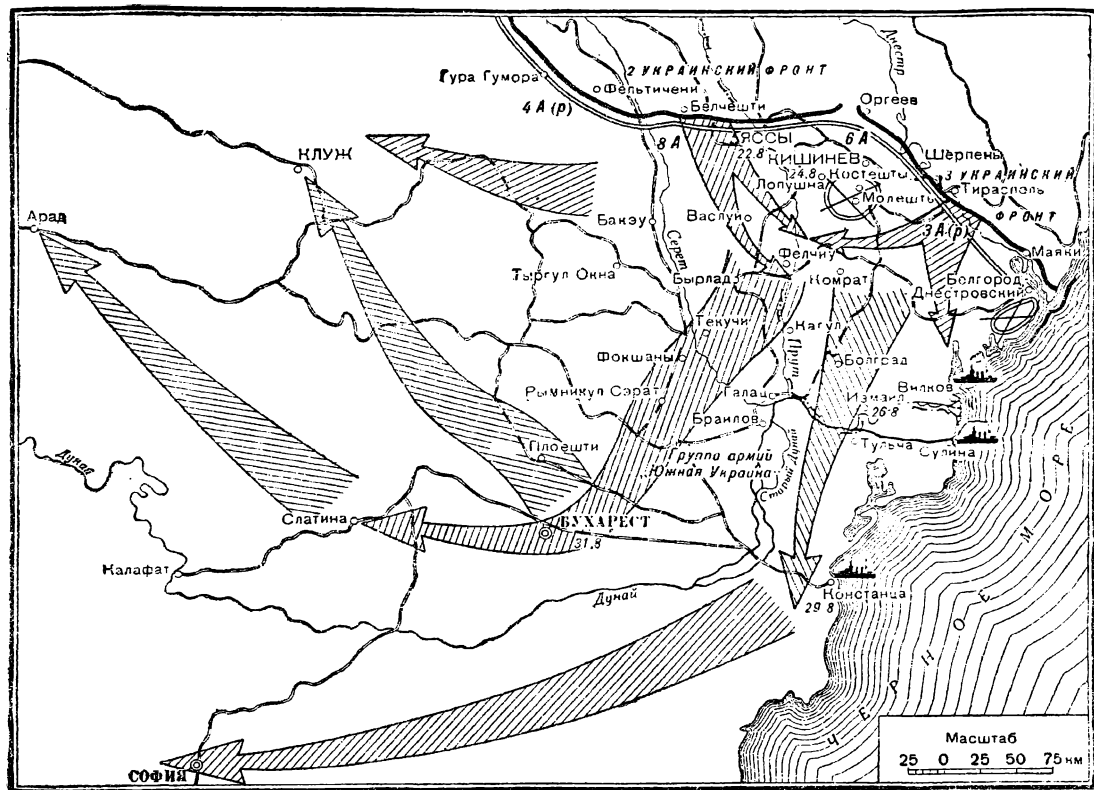 Днестр
Гура Гумора
2 УКРАИНСКИЙ ФРОНТ
Фельтичени
4 А (р)
Белчешти
Оргеев
8 А
ЯССЫ
22.8
6 А
КИШИНЕВ
24.8
Шерпены
3 УКРАИНСКИЙ
ФРОНТ
Костешты
Лопушна
Молешты
Тирасполь
КЛУЖ
Арад
Бакэу
Васлуй
3 А (р)
Маяки
Серет
Фелчиу
Тыргул Окна
Бырлад
Комрат
Белгород
Днестровский
Текучи
Кагул
Прут
Фокшаны
Болград
Рымникул Сэрат
Галац
Измаил
26.8
Вилков
Браилов
Тульча
Сулина
Плоешти
Группа армий
Южная Украина
Старый Дунай
Дунай
Слатина
БУХАРЕСТ
31.8
Калафат
Дунай
Констанца
29.8
ЧЕРНОЕ МОРЕ
СОФИЯ
Масштаб
25 0 25 50 75 км